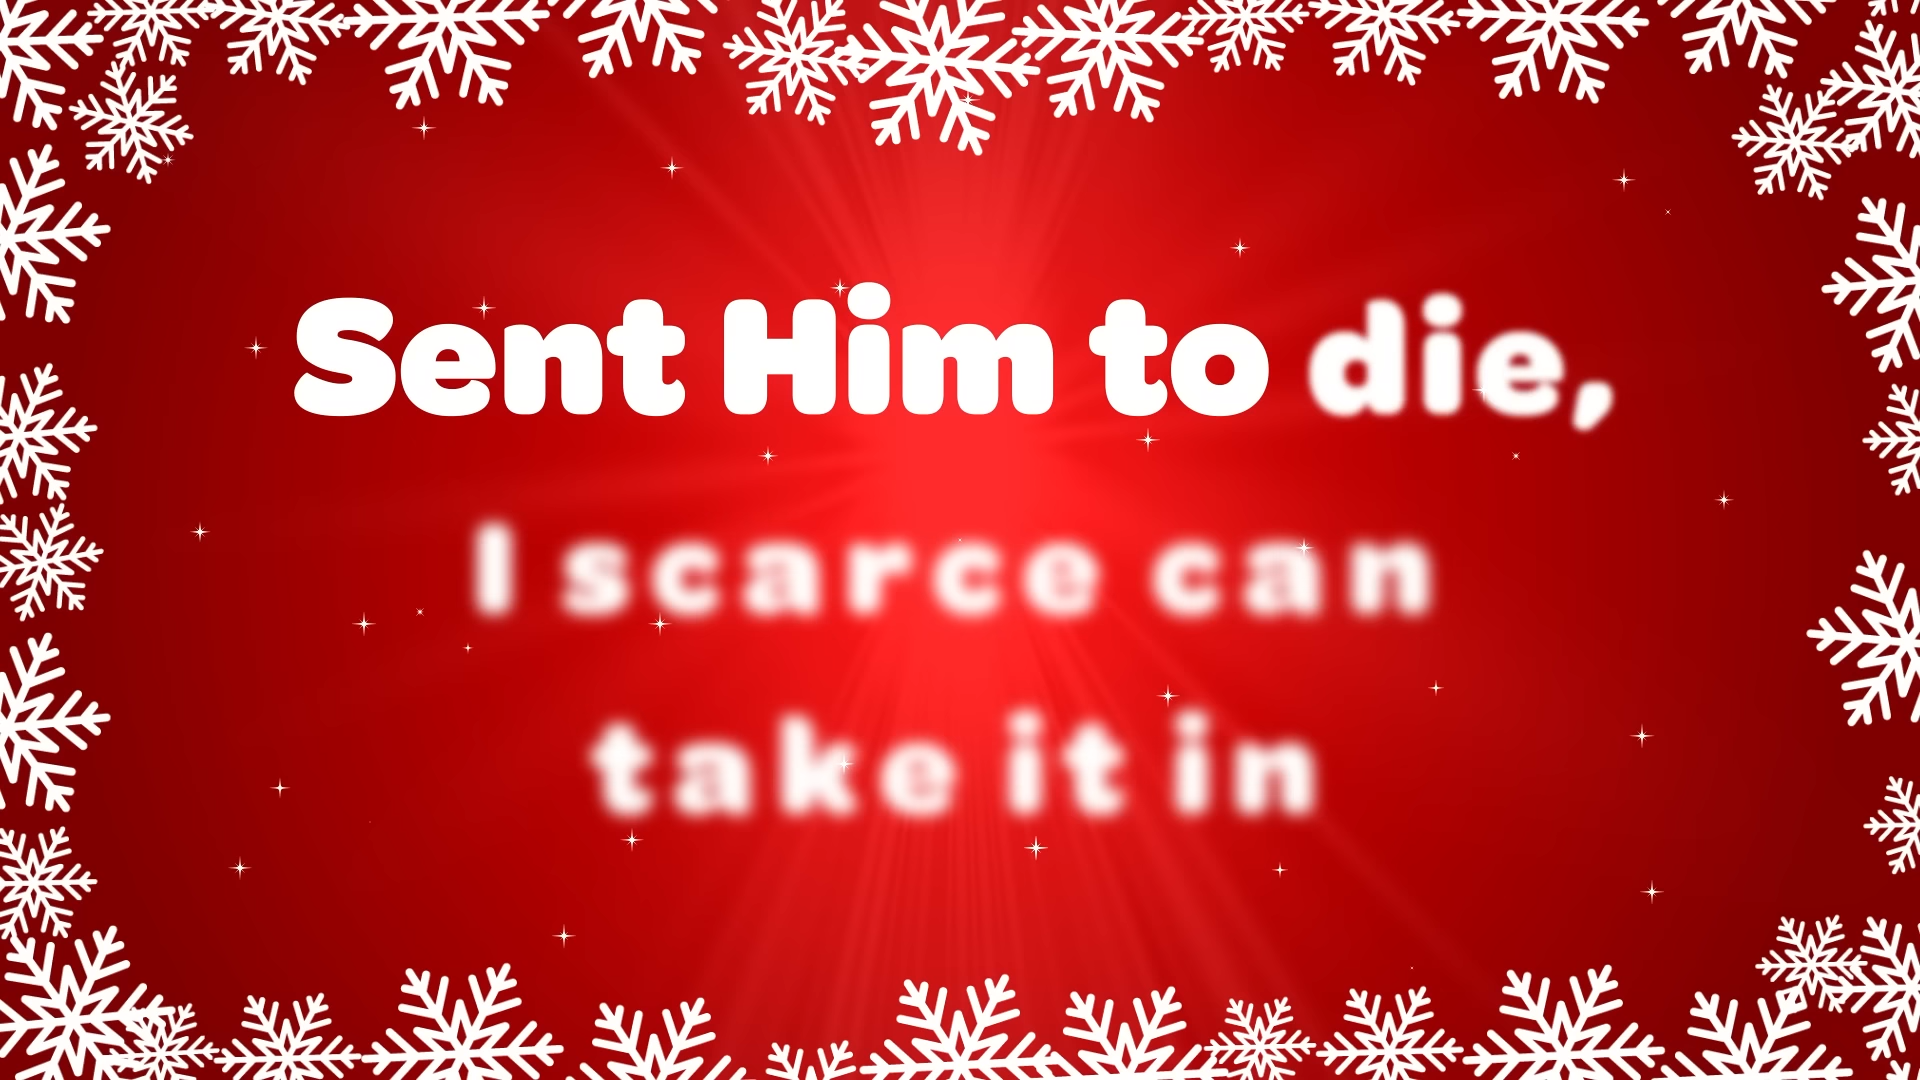 Sent Him to die,
I scarce can
take it in